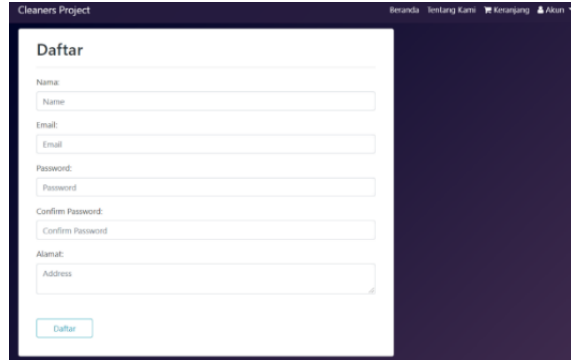 Cleaners Project
Beranda Tentang Kami Keranjang Akun
Daftar
Nama:
Name
Email:
Email
Password:
Password
Confirm Password:
Confirm Password
Alamat:
Address
Daftar